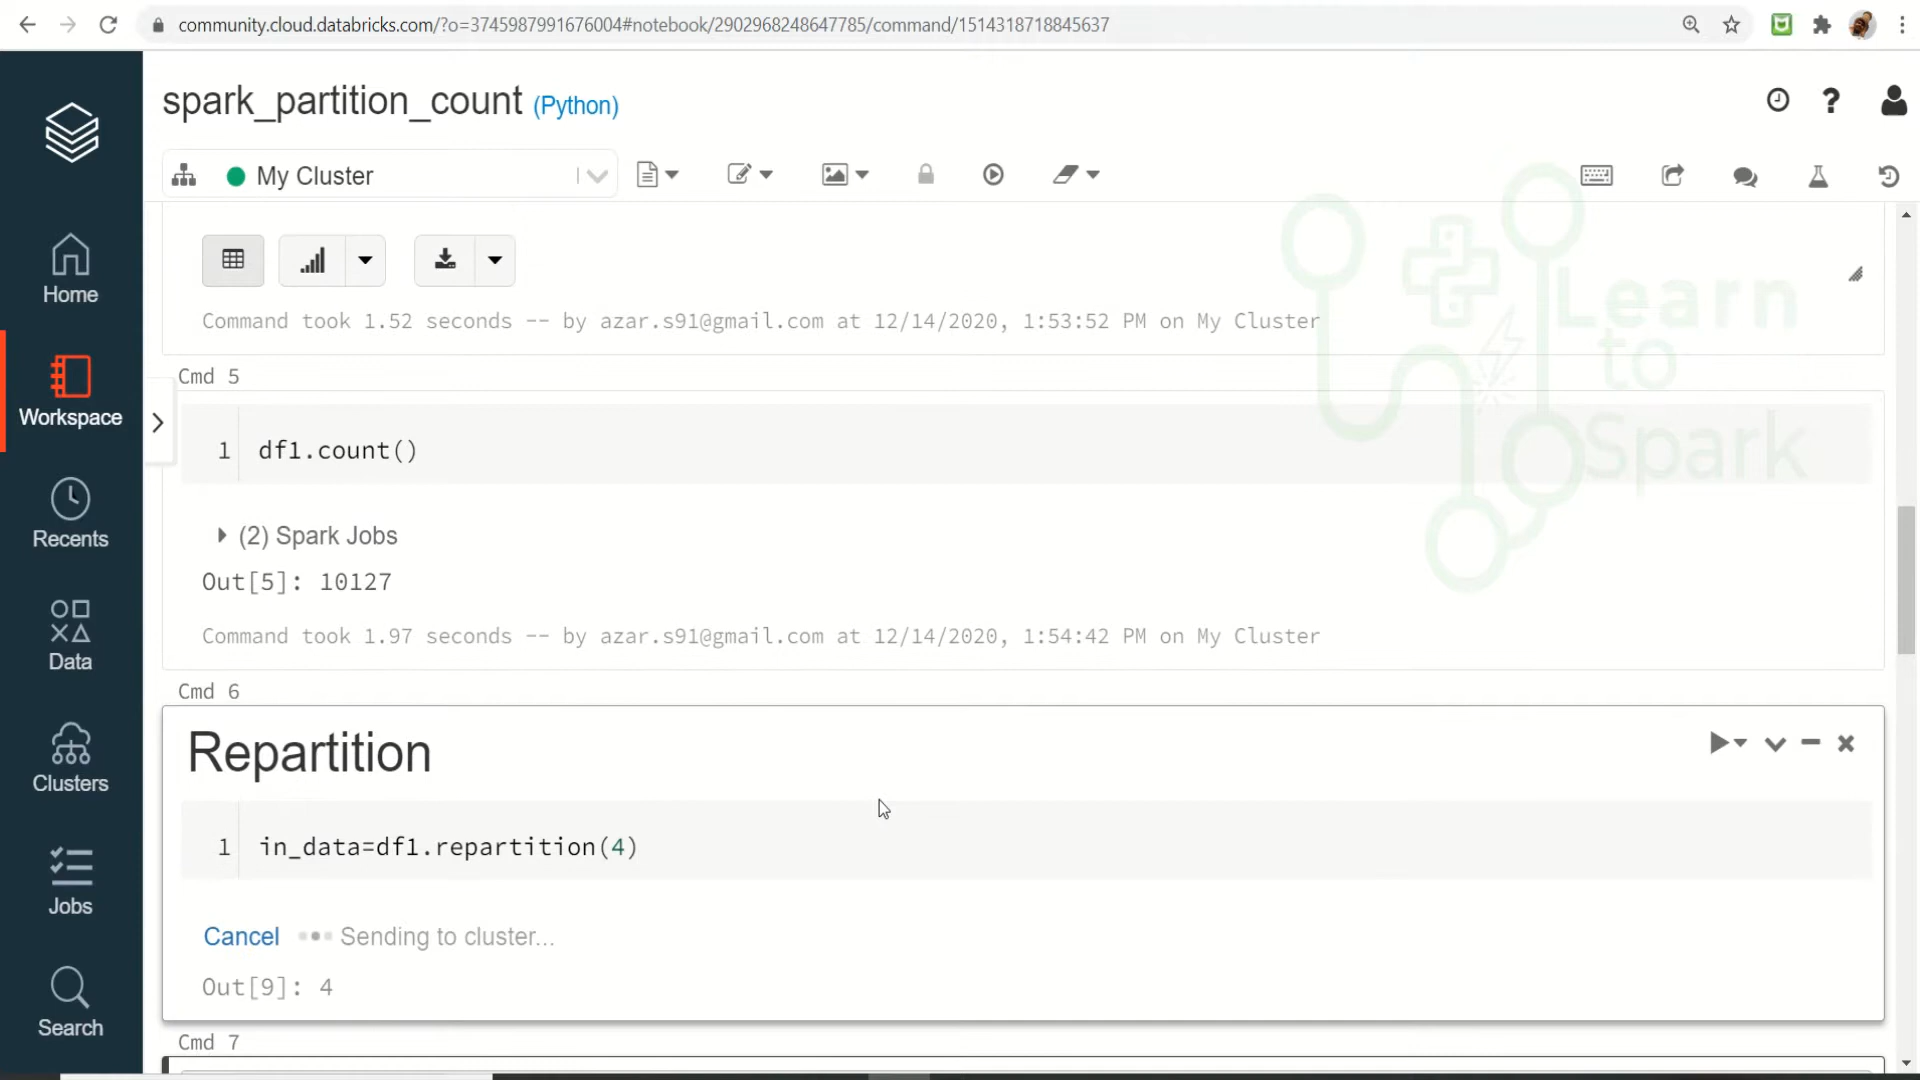 community.cloud.databricks.com/?o=3745987991676004#notebook/2902968248647785/command/1514318718845637
spark_partition_count (Python)
My Cluster
Home
Workspace
Recents
Data
Clusters
Jobs
Search
Command took 1.52 seconds -- by azar.s91@gmail.com at 12/14/2020, 1:53:52 PM on My Cluster
Learn
to
Spark
Cmd 5
1 df1.count()
(2) Spark Jobs
Out[5]: 10127
Command took 1.97 seconds -- by azar.s91@gmail.com at 12/14/2020, 1:54:42 PM on My Cluster
Cmd 6
Repartition
1 in_data=df1.repartition(4)
Cancel Sending to cluster...
Out[9]: 4
Cmd 7